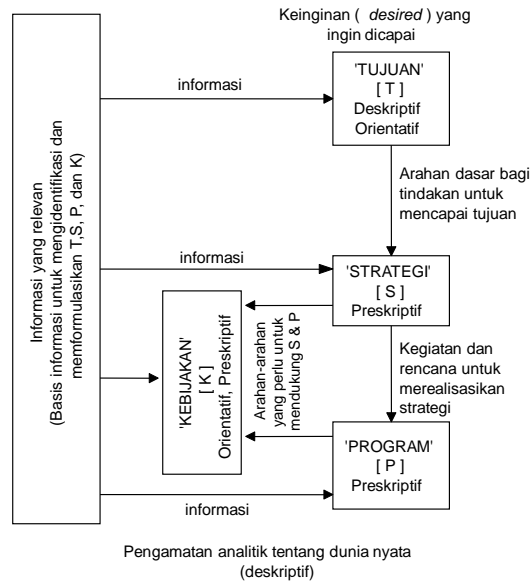 Keinginan ( desired ) yang
ingin dicapai
informasi
'TUJUAN'
[ T ]
Deskriptif
Orientatif
Arahan dasar bagi
tindakan untuk
mencapai tujuan
Informasi yang relevan
(Basis informasi untuk mengidentifikasi dan
memformulasikan T,S, P, dan K)
informasi
'STRATEGI'
[ S ]
Preskriptif
'KEBIJAKAN'
[ K ]
Orientatif, Preskriptif
Arahan-arahan
yang perlu untuk
mendukung S & P
Kegiatan dan
rencana untuk
merealisasikan
strategi
'PROGRAM'
[ P ]
Preskriptif
informasi
Pengamatan analitik tentang dunia nyata
(deskriptif)